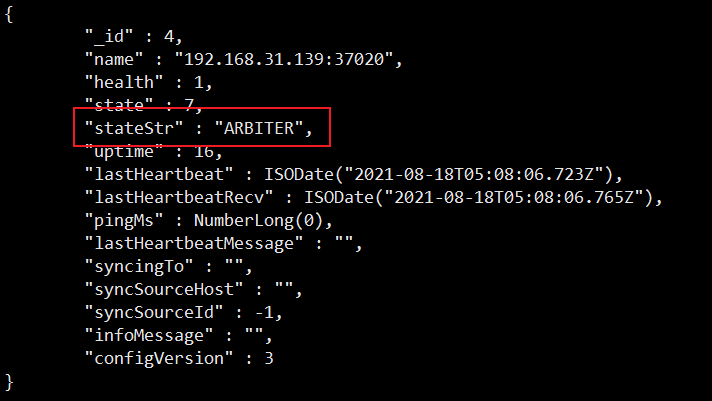 {
"_id" : 4,
"name" : "192.168.31.139:37020",
"health" : 1,
"state" : 7,
"stateStr" : "ARBITER",
"uptime" : 16,
"lastHeartbeat" : ISODate("2021-08-18T05:08:06.723Z"),
"lastHeartbeatRecv" : ISODate("2021-08-18T05:08:06.765Z"),
"pingMs" : NumberLong(0),
"lastHeartbeatMessage" : "",
"syncingTo" : "",
"syncSourceHost" : "",
"syncSourceId" : -1,
"infoMessage" : "",
"configVersion" : 3
}